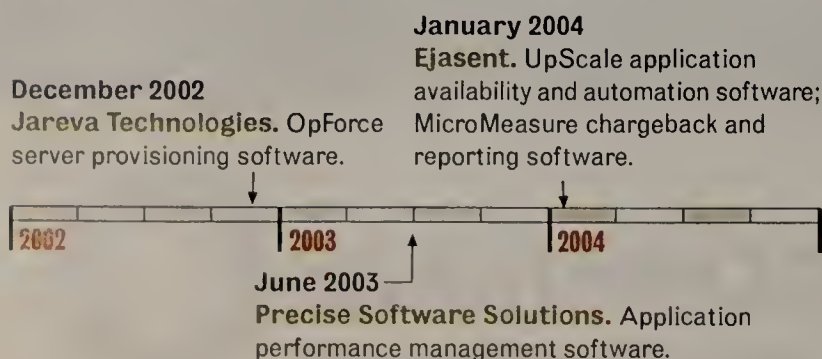 December 2002
Jareva Technologies. OpForce
server provisioning software.
January 2004
Ejasent. UpScale application
availability and automation software;
MicroMeasure chargeback and
reporting software.
2002
2003
2004
June 2003
Precise Software Solutions. Application
performance management software.